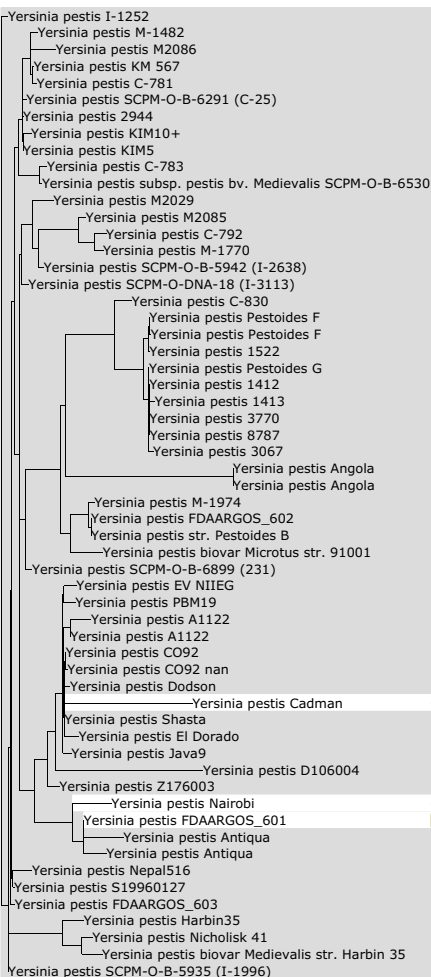 Yersinia pestis I-1252
Yersinia pestis M-1482
Yersinia pestis M2086
Yersinia pestis KM 567
Yersinia pestis C-781
Yersinia pestis SCPM-O-B-6291 (C-25)
Yersinia pestis 2944
Yersinia pestis KIM10+
Yersinia pestis KIM5
Yersinia pestis C-783
Yersinia pestis subsp. pestis bv. Medievalis SCPM-O-B-6530
Yersinia pestis M2029
Yersinia pestis M2085
Yersinia pestis C-792
Yersinia pestis M-1770
Yersinia pestis SCPM-O-B-5942 (I-2638)
Yersinia pestis SCPM-O-DNA-18 (I-3113)
Yersinia pestis C-830
Yersinia pestis Pestoides F
Yersinia pestis Pestoides F
Yersinia pestis 1522
Yersinia pestis Pestoides G
Yersinia pestis 1412
Yersinia pestis 1413
Yersinia pestis 3770
Yersinia pestis 8787
Yersinia pestis 3067
Yersinia pestis Angola
Yersinia pestis Angola
Yersinia pestis M-1974
Yersinia pestis FDAARGOS_602
Yersinia pestis str. Pestoides B
Yersinia pestis biovar Microtus str. 91001
Yersinia pestis SCPM-O-B-6899 (231)
Yersinia pestis EV NIIEG
Yersinia pestis PBM19
Yersinia pestis A1122
Yersinia pestis A1122
Yersinia pestis CO92
Yersinia pestis CO92 nan
Yersinia pestis Dodson
Yersinia pestis Cadman
Yersinia pestis Shasta
Yersinia pestis El Dorado
Yersinia pestis Java9
Yersinia pestis D106004
Yersinia pestis Z176003
Yersinia pestis Nairobi
Yersinia pestis FDAARGOS_601
Yersinia pestis Antiqua
Yersinia pestis Antiqua
Yersinia pestis Nepal516
Yersinia pestis S19960127
Yersinia pestis FDAARGOS_603
Yersinia pestis Harbin35
Yersinia pestis Nicholisk 41
Yersinia pestis biovar Medievalis str. Harbin 35
Yersinia pestis SCPM-O-B-5935 (I-1996)